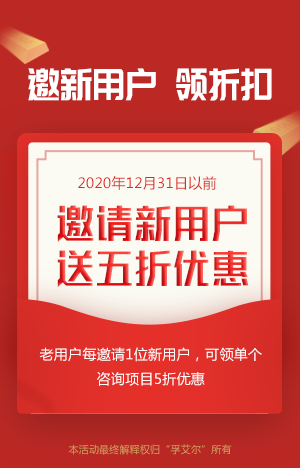 邀新用户 领折扣
2020年12月31日以前
邀请新用户
送五折优惠
老用户每邀请1位新用户，可领单个
咨询项目5折优惠
本活动最终解释权归“孚艾尔”所有